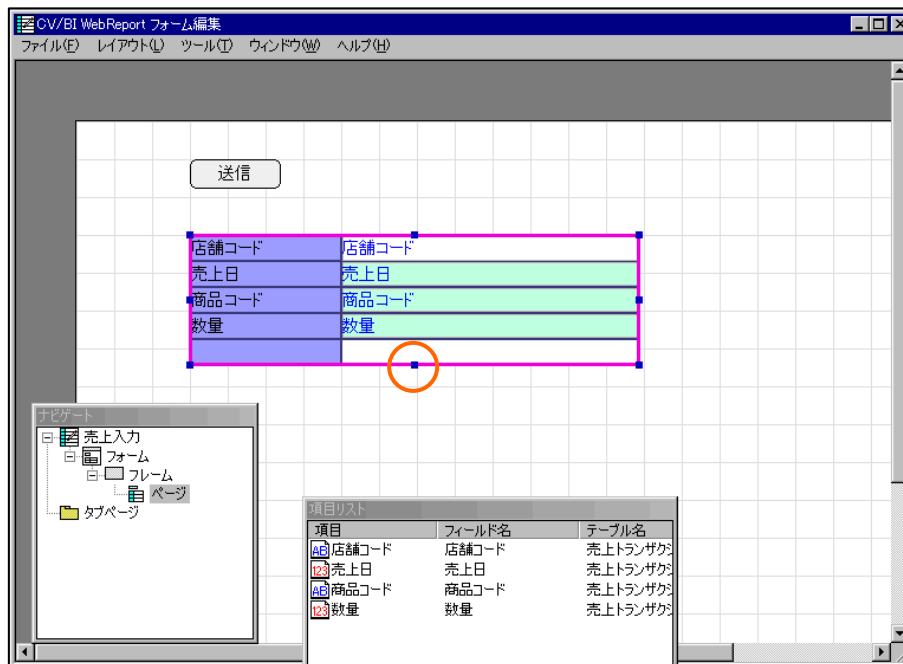 CV/BI WebReport フォーム編集
ファイル(F) レイアウト(L) ツール(T) ウィンドウ(W) ヘルプ(H)
送信
店舗コード 店舗コード
売上日 売上日
商品コード 商品コード
数量 数量
ナビゲート
売上入力
フォーム
フレーム
ページ
タブページ
項目リスト
項目 フィールド名 テーブル名
AB 店舗コード 店舗コード 売上トランザクシ
123 売上日 売上日 売上トランザクシ
AB 商品コード 商品コード 売上トランザクシ
123 数量 数量 売上トランザクシ